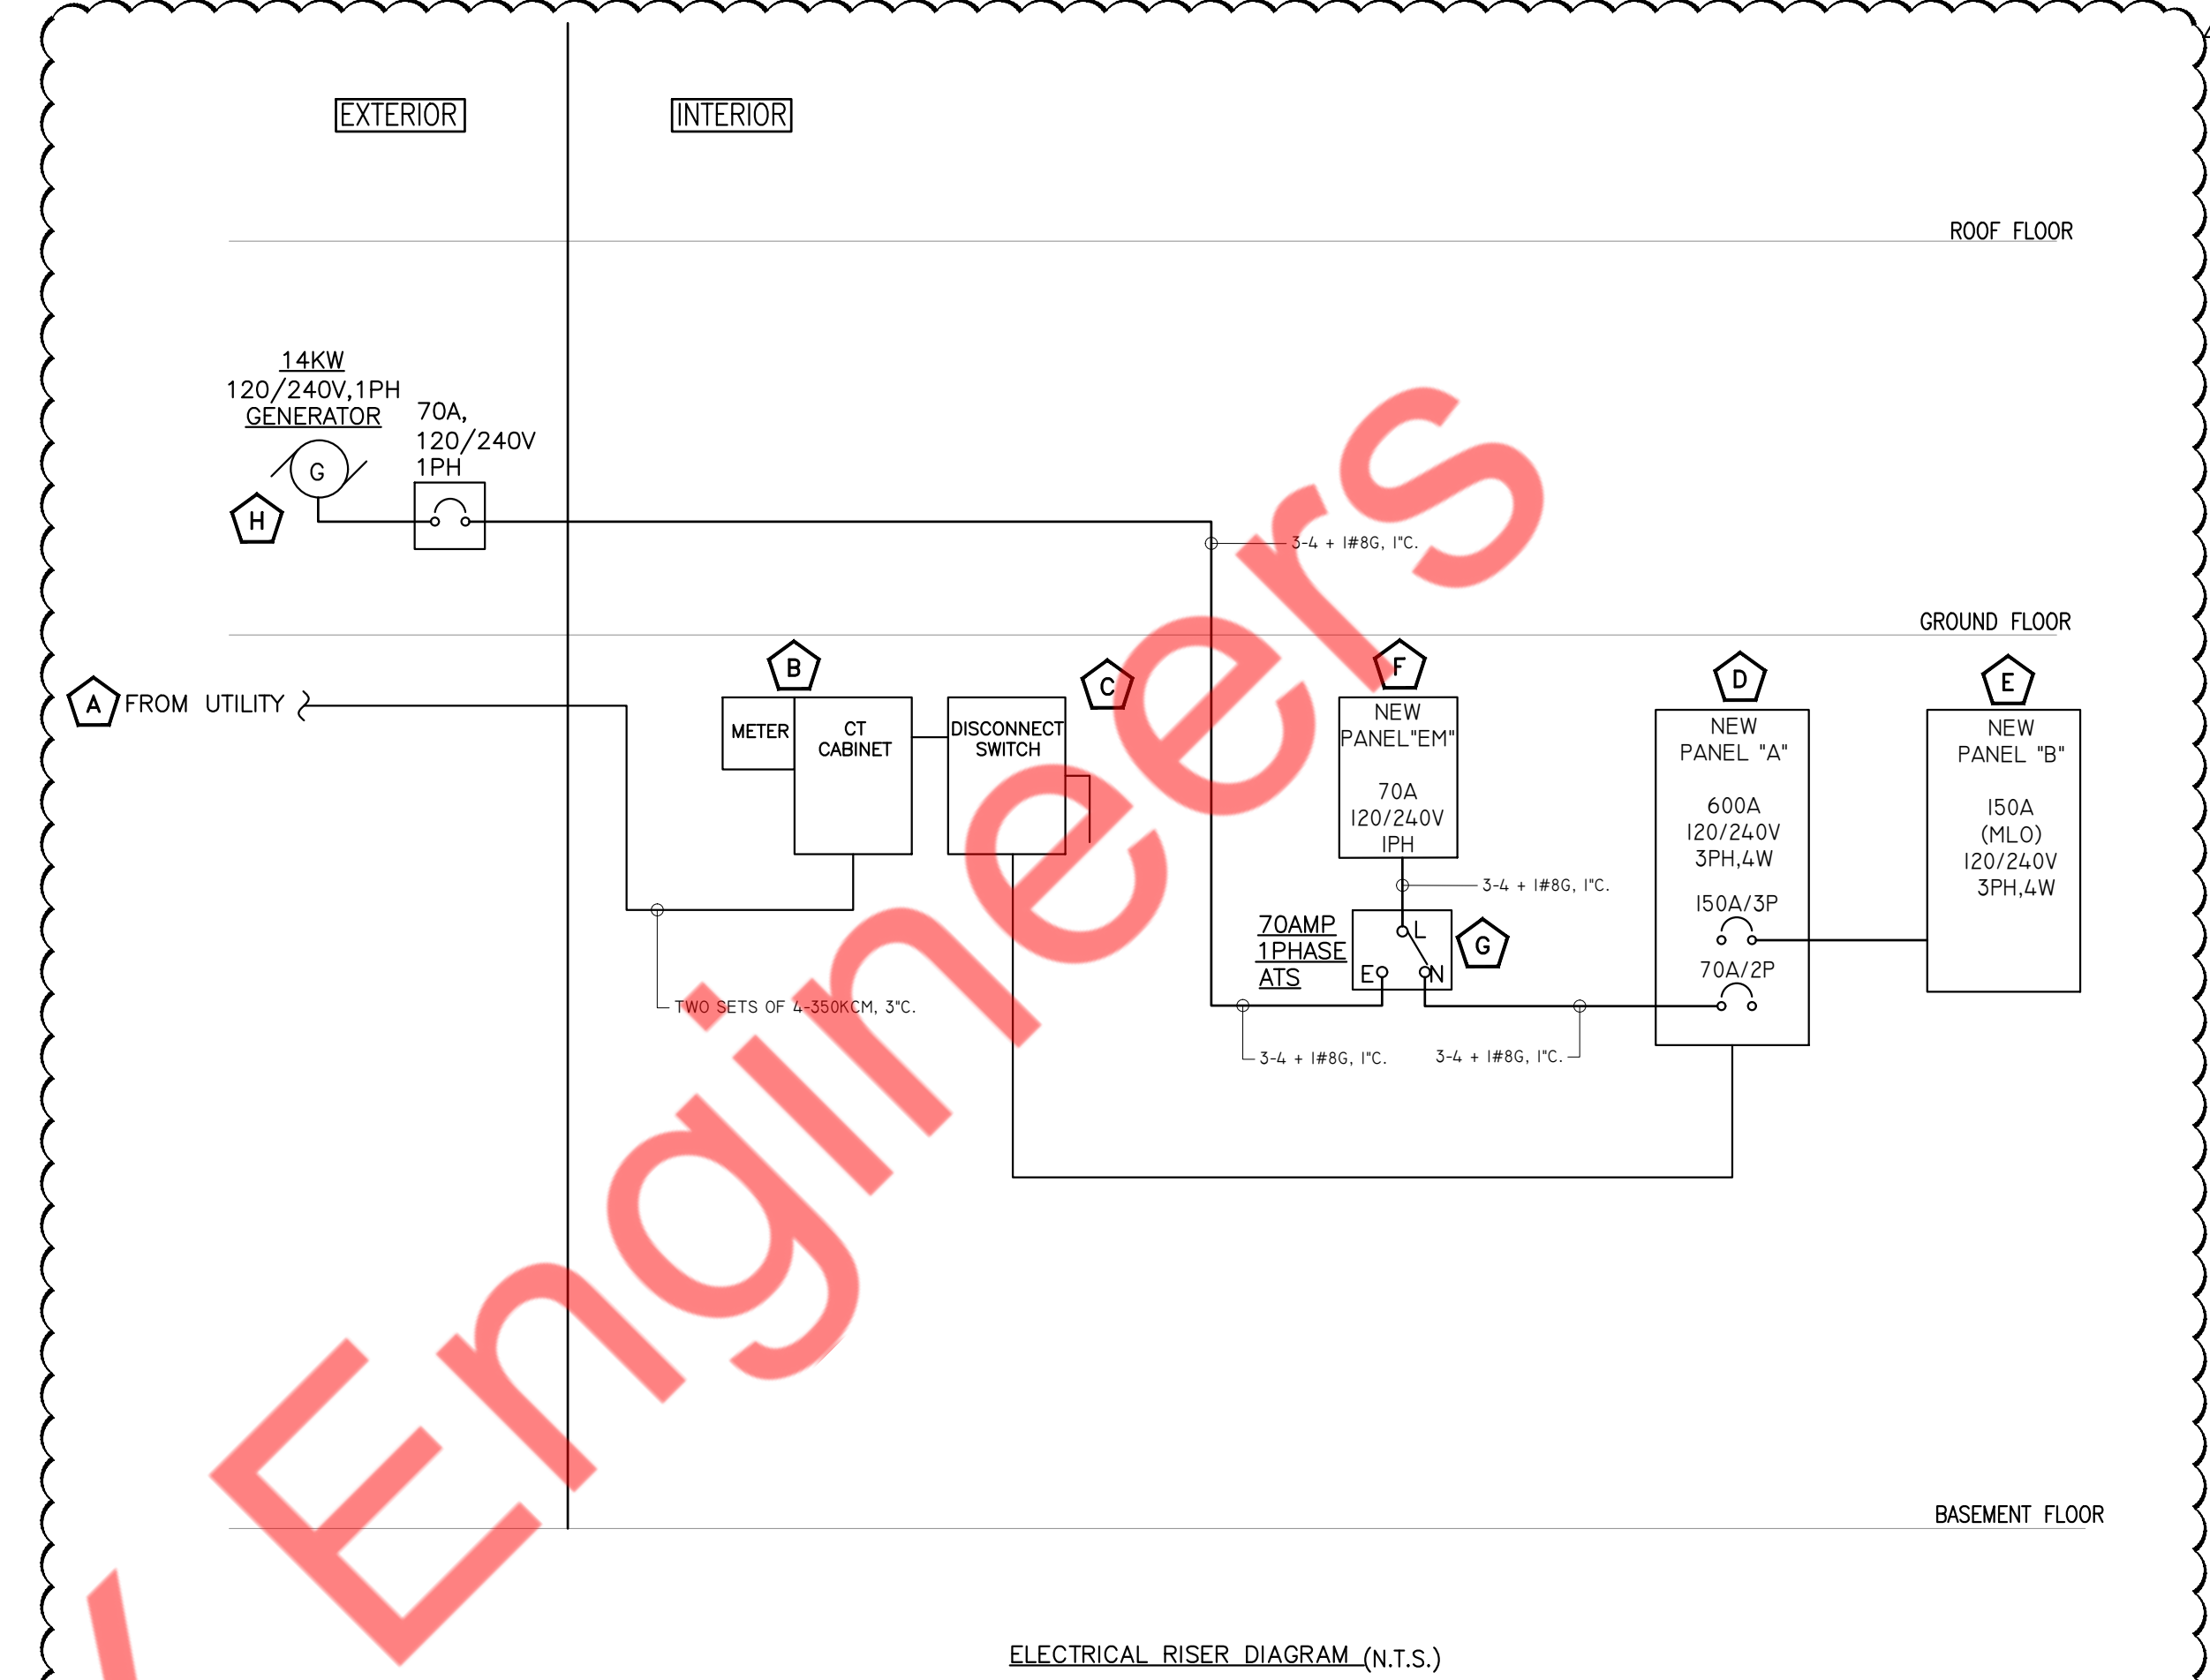 EXTERIOR
INTERIOR
ROOF FLOOR
14KW
120/240V,1PH
GENERATOR
70A,
120/240V
1PH
G
H
3-4 + 1#8G, 1"C.
GROUND FLOOR
A
FROM UTILITY
B
METER
CT
CABINET
DISCONNECT
SWITCH
C
F
NEW
PANEL"EM"
70A
120/240V
1PH
3-4 + 1#8G, 1"C.
70AMP
1PHASE
ATS
L
E
N
G
D
NEW
PANEL "A"
600A
120/240V
3PH,4W
150A/3P
70A/2P
E
NEW
PANEL "B"
150A
(MLO)
120/240V
3PH,4W
TWO SETS OF 4-350KCM, 3"C.
3-4 + 1#8G, 1"C.
3-4 + 1#8G, 1"C.
BASEMENT FLOOR
ELECTRICAL RISER DIAGRAM (N.T.S.)
Engineers